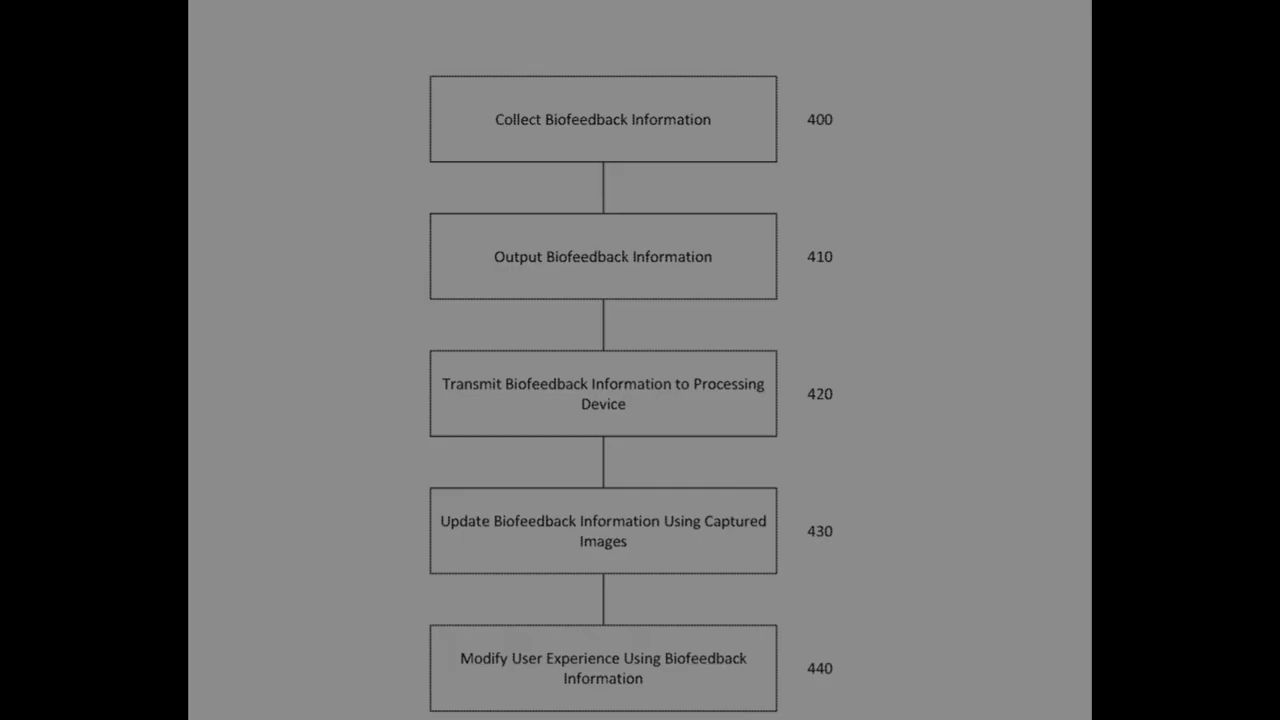 Collect Biofeedback Information
400
Output Biofeedback Information
410
Transmit Biofeedback Information to Processing
Device
420
Update Biofeedback Information Using Captured
Images
430
Modify User Experience Using Biofeedback
Information
440